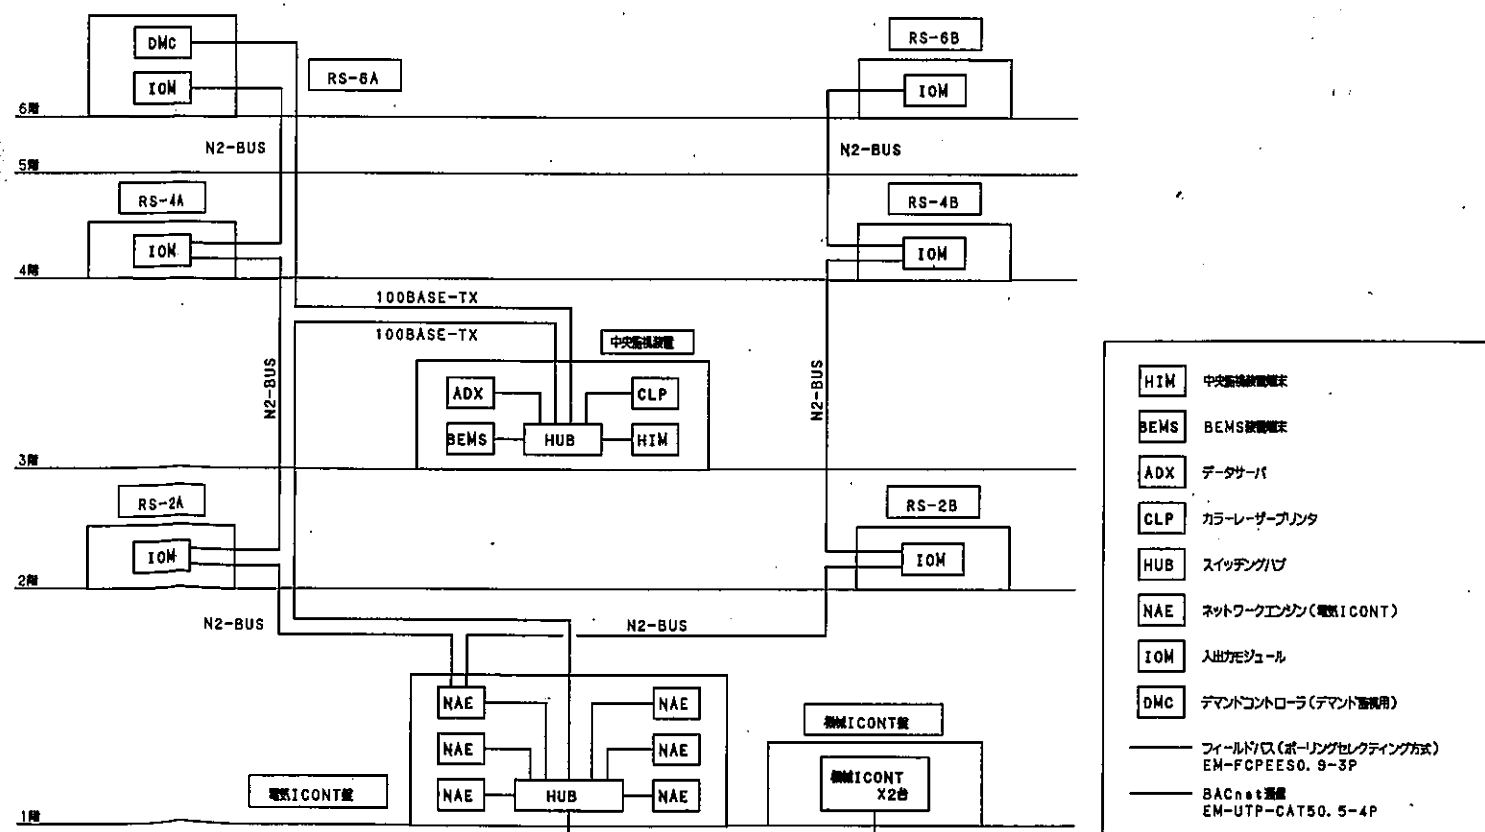 DMC
IOM
RS-6A
RS-6B
IOM
6階
N2-BUS
N2-BUS
5階
RS-4A
IOM
RS-4B
IOM
4階
100BASE-TX
100BASE-TX
中央監視装置
N2-BUS
N2-BUS
ADX
CLP
BEMS
HUB
HIM
3階
RS-2A
IOM
RS-2B
IOM
2階
N2-BUS
N2-BUS
NAE
NAE
NAE
NAE
NAE
HUB
NAE
電気ICONT盤
機械ICONT盤
機械ICONT
X2台
1階
HIM 中央監視装置端末
BEMS BEMS装置端末
ADX データサーバ
CLP カラーレーザープリンタ
HUB スイッチングハブ
NAE ネットワークエンジン(電気ICONT)
IOM 入出力モジュール
DMC デマンドコントローラ(デマンド監視用)
フィールドバス(ポーリングセレクティング方式)
EM-FCPEES0.9-3P
BACnet通信
EM-UTP-CAT50.5-4P